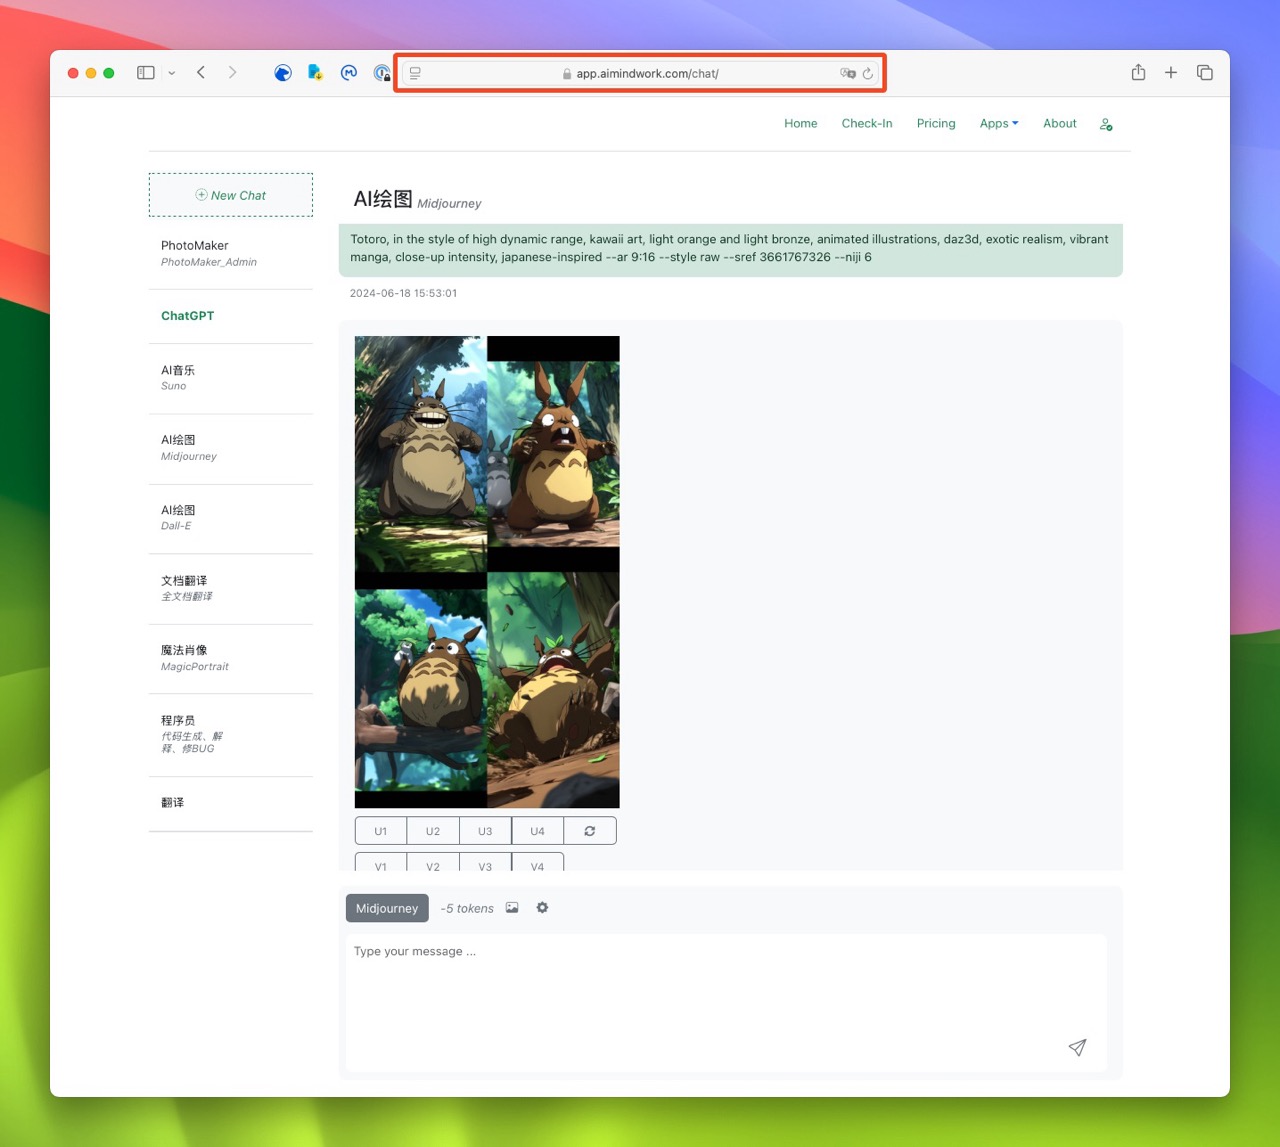 app.aimindwork.com/chat/
Home Check-In Pricing Apps About
New Chat
PhotoMaker
PhotoMaker_Admin
ChatGPT
AI音乐
Suno
AI绘图
Midjourney
AI绘图
Dall-E
文档翻译
全文档翻译
魔法肖像
MagicPortrait
程序员
代码生成、解
释、修BUG
翻译
AI绘图 Midjourney
Totoro, in the style of high dynamic range, kawaii art, light orange and light bronze, animated illustrations, daz3d, exotic realism, vibrant
manga, close-up intensity, japanese-inspired --ar 9:16 --style raw --sref 3661767326 --niji 6
2024-06-18 15:53:01
U1 U2 U3 U4
V1 V2 V3 V4
Midjourney -5 tokens
Type your message ...